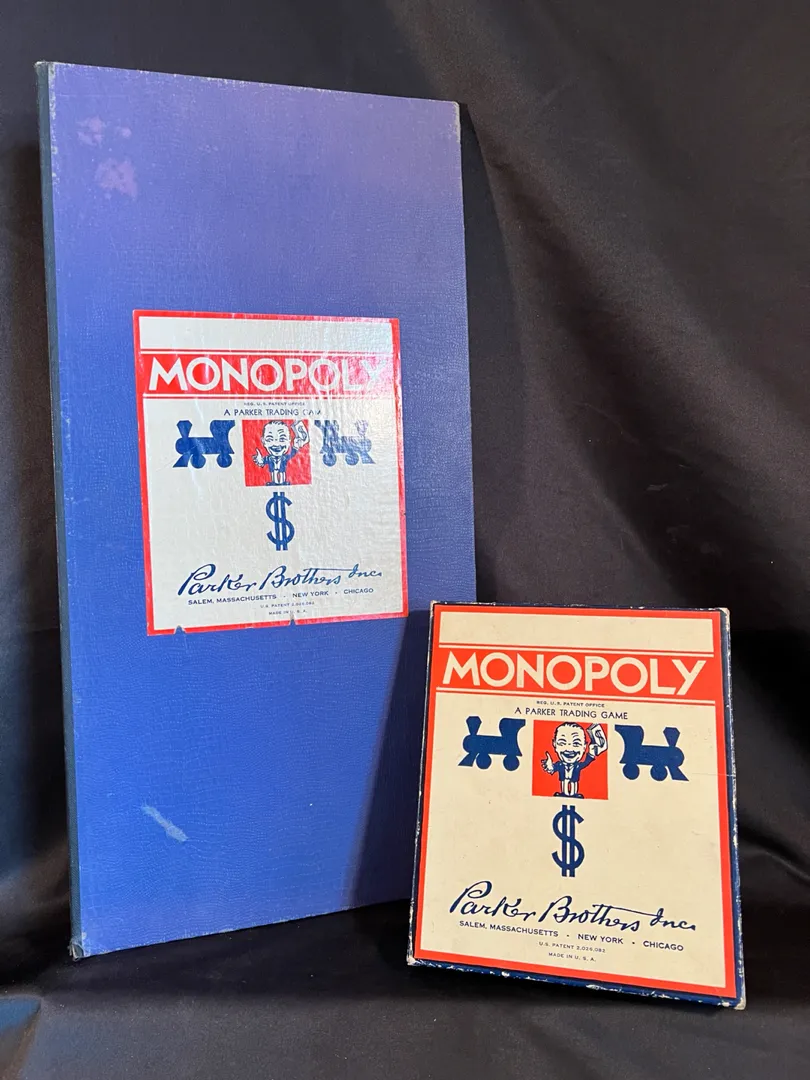 MONOPOLY
REG. U. S. PATENT OFFICE
A PARKER TRADING GAME
$
Parker Brothers Inc.
SALEM, MASSACHUSETTS · NEW YORK · CHICAGO
U.S. PATENT 2,026,082
MADE IN U. S. A.
MONOPOLY
REG. U. S. PATENT OFFICE
A PARKER TRADING GAME
$
Parker Brothers Inc.
SALEM, MASSACHUSETTS · NEW YORK · CHICAGO
U.S. PATENT 2,026,082
MADE IN U. S. A.